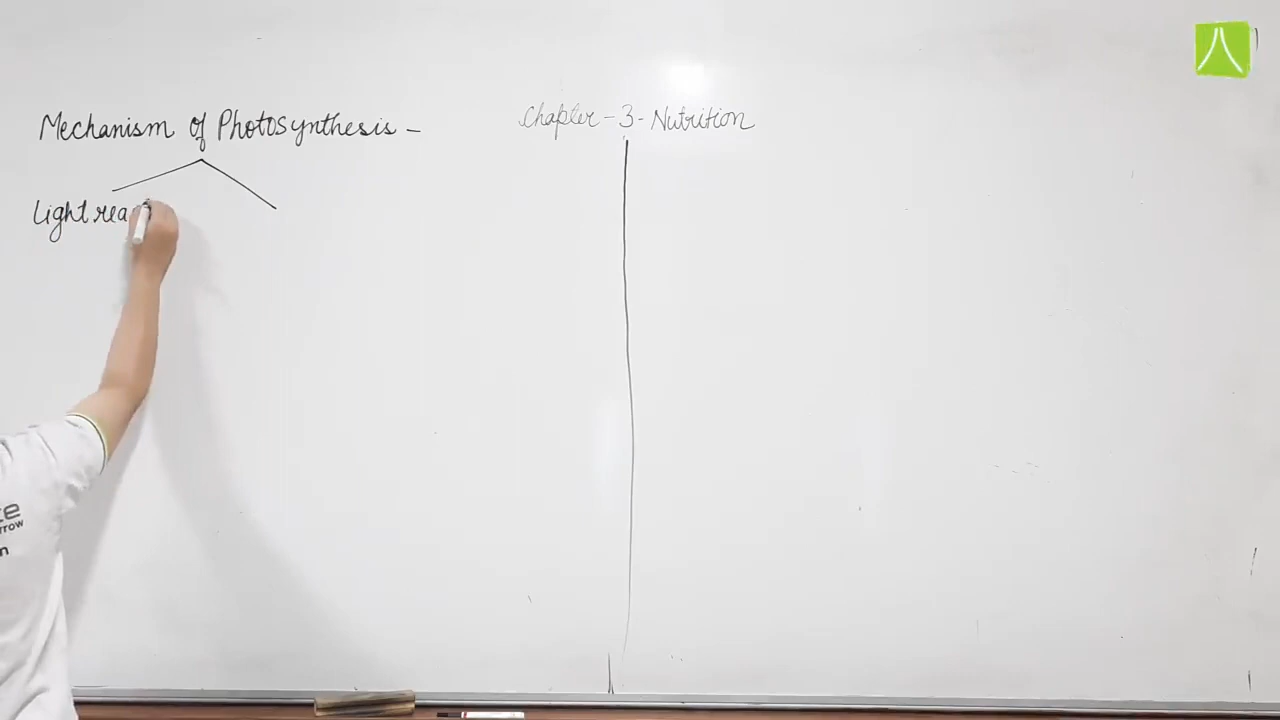 Chapter - 3 - Nutrition
Mechanism of Photosynthesis -
Light rea